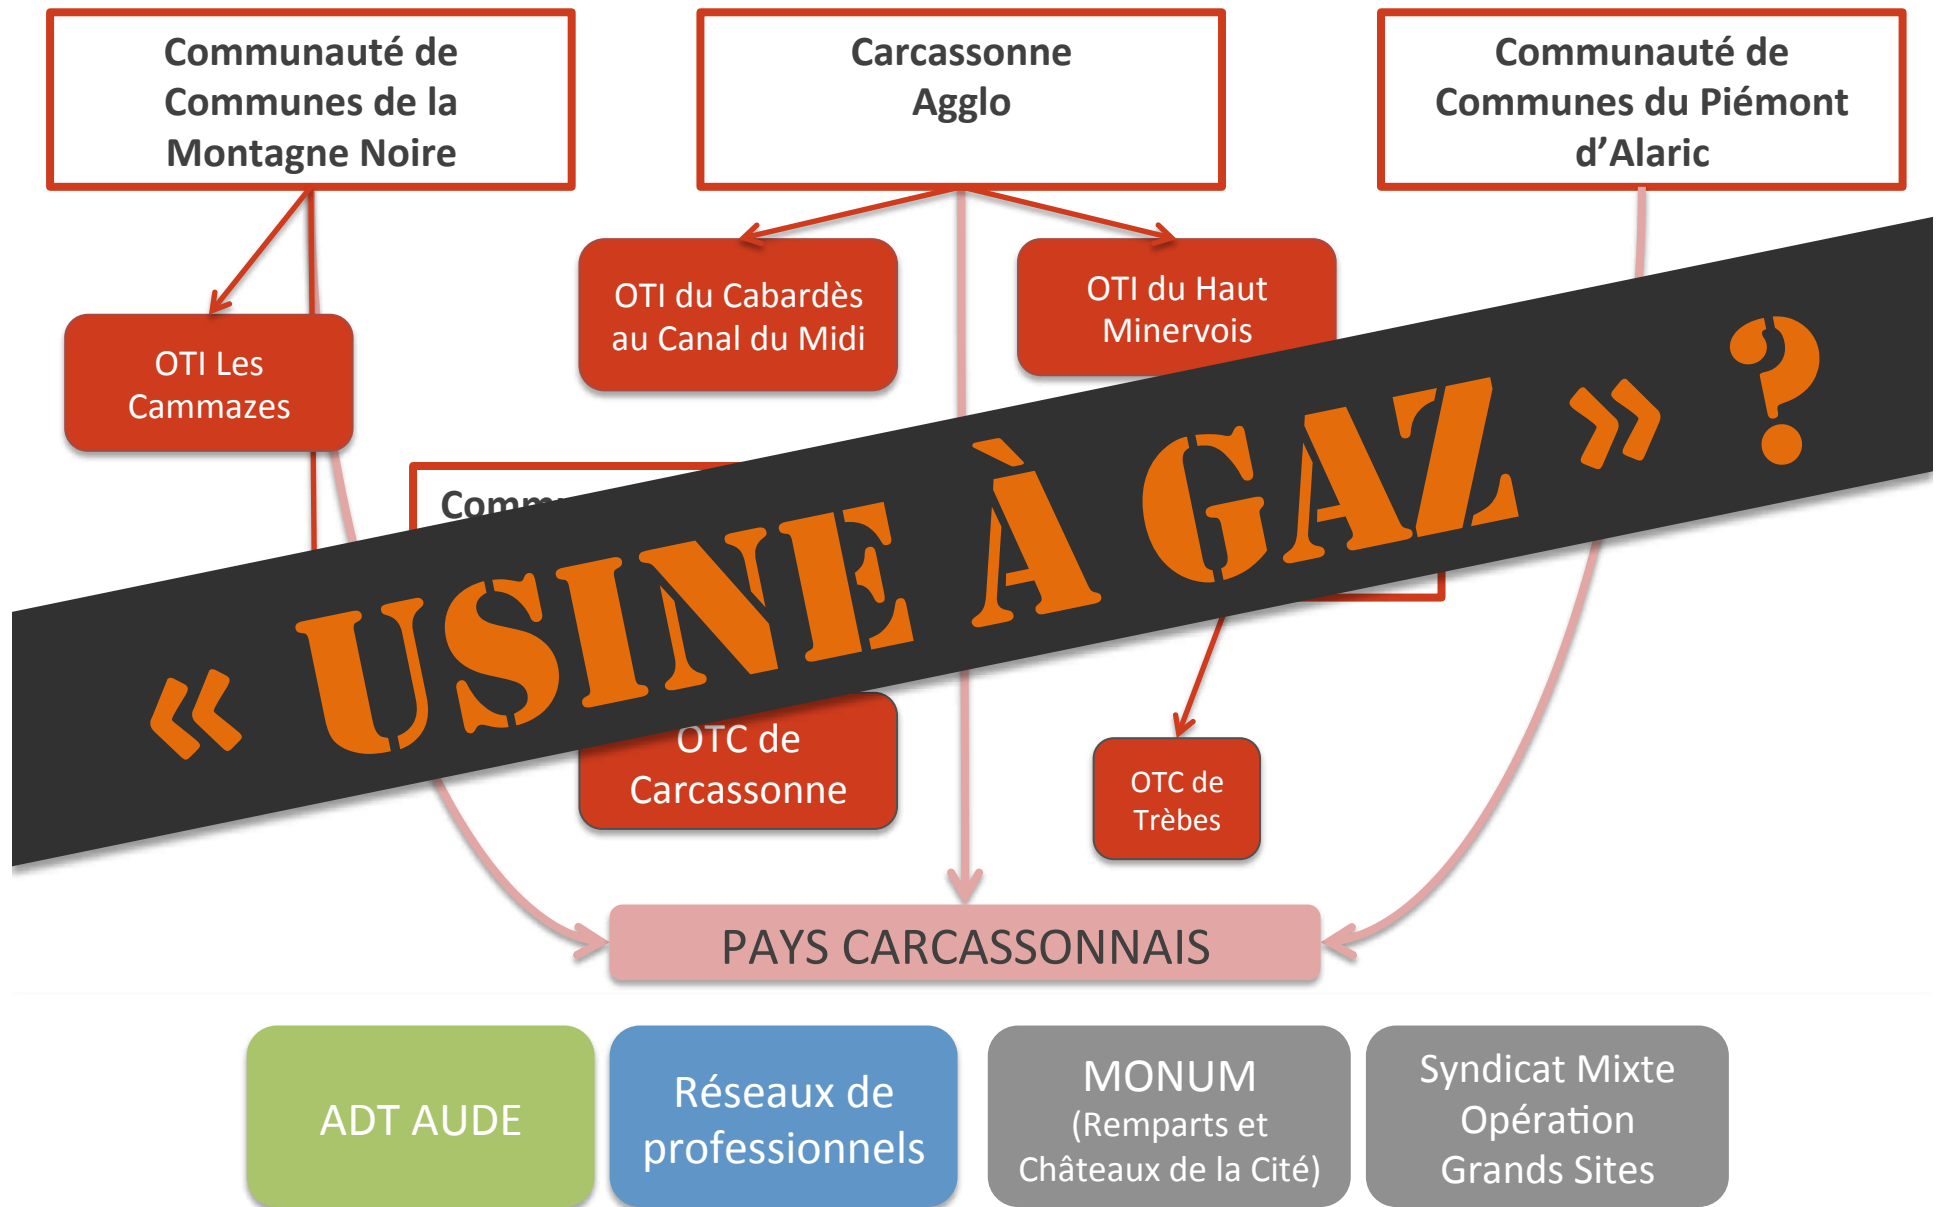 Communauté de
Communes de la
Montagne Noire
Carcassonne
Agglo
Communauté de
Communes du Piémont
d’Alaric
OTI Les
Cammazes
OTI du Cabardès
au Canal du Midi
OTI du Haut
Minervois
« USINE À GAZ » ?
OTC de
Carcassonne
OTC de
Trèbes
PAYS CARCASSONNAIS
ADT AUDE
Réseaux de
professionnels
MONUM
(Remparts et
Châteaux de la Cité)
Syndicat Mixte
Opération
Grands Sites